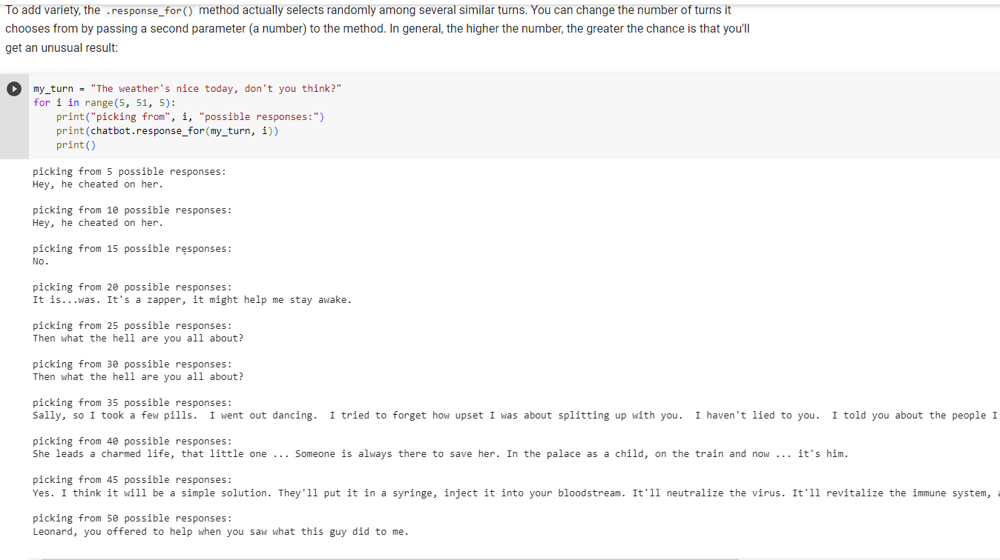 To add variety, the .response_for() method actually selects randomly among several similar turns. You can change the number of turns it
chooses from by passing a second parameter (a number) to the method. In general, the higher the number, the greater the chance is that you'll
get an unusual result:
my_turn = "The weather's nice today, don't you think?"
for i in range(5, 51, 5):
    print("picking from", i, "possible responses:")
    print(chatbot.response_for(my_turn, i))
    print()
picking from 5 possible responses:
Hey, he cheated on her.
picking from 10 possible responses:
Hey, he cheated on her.
picking from 15 possible responses:
No.
picking from 20 possible responses:
It is...was. It's a zapper, it might help me stay awake.
picking from 25 possible responses:
Then what the hell are you all about?
picking from 30 possible responses:
Then what the hell are you all about?
picking from 35 possible responses:
Sally, so I took a few pills.  I went out dancing.  I tried to forget how upset I was about splitting up with you.  I haven't lied to you.  I told you about the people I
picking from 40 possible responses:
She leads a charmed life, that little one ... Someone is always there to save her. In the palace as a child, on the train and now ... it's him.
picking from 45 possible responses:
Yes. I think it will be a simple solution. They'll put it in a syringe, inject it into your bloodstream. It'll neutralize the virus. It'll revitalize the immune system,
picking from 50 possible responses:
Leonard, you offered to help when you saw what this guy did to me.